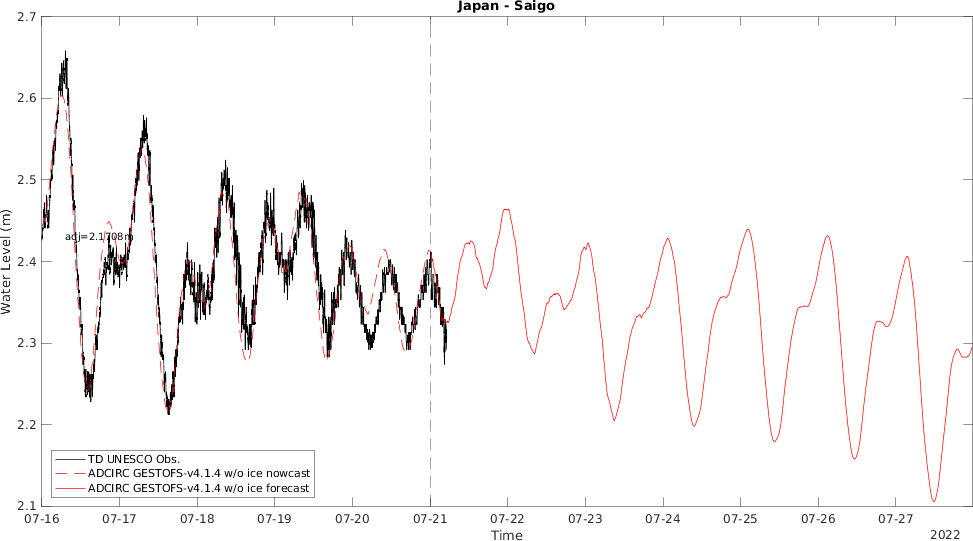 Japan - Saigo
2.7
2.6
2.5
2.4
2.3
2.2
2.1
Water Level (m)
adj=2.1708m
TD UNESCO Obs.
ADCIRC GESTOFS-v4.1.4 w/o ice nowcast
ADCIRC GESTOFS-v4.1.4 w/o ice forecast
07-16 07-17 07-18 07-19 07-20 07-21 07-22 07-23 07-24 07-25 07-26 07-27
Time
2022